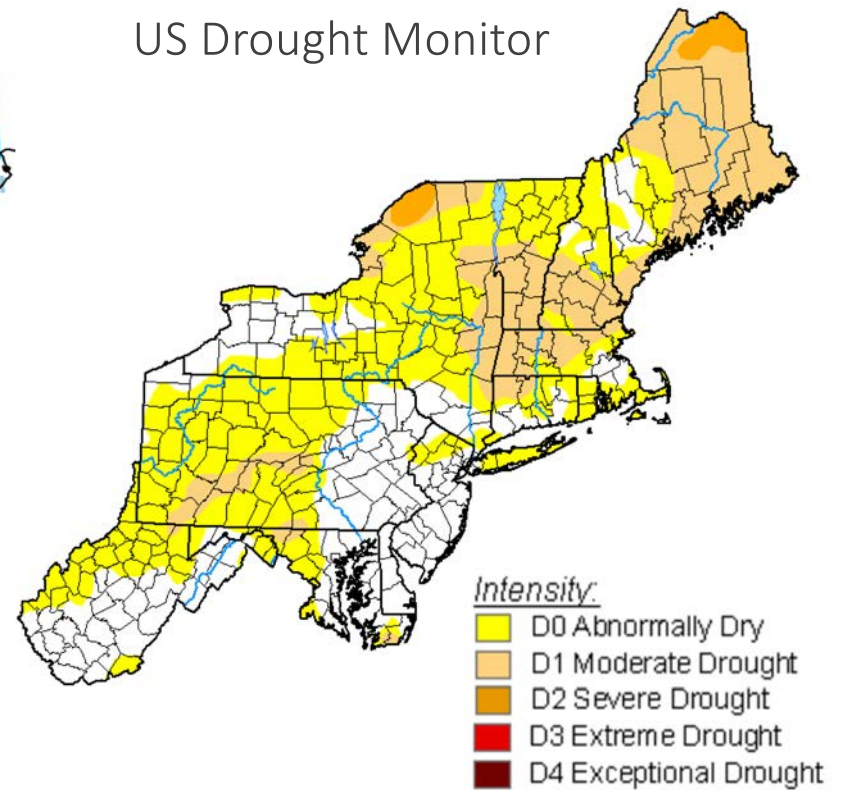 US Drought Monitor
Intensity:
D0 Abnormally Dry
D1 Moderate Drought
D2 Severe Drought
D3 Extreme Drought
D4 Exceptional Drought